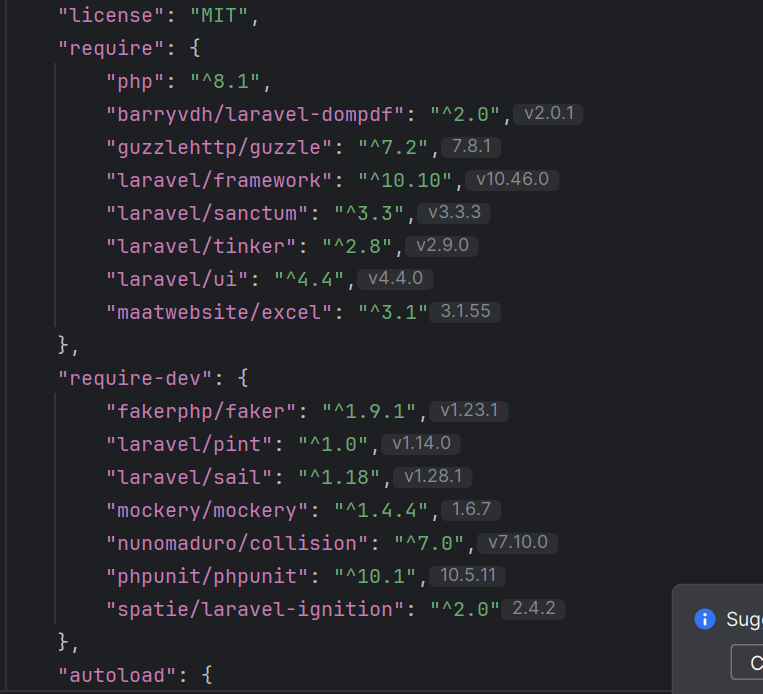 "license": "MIT",
"require": {
"php": "^8.1",
"barryvdh/laravel-dompdf": "^2.0", v2.0.1
"guzzlehttp/guzzle": "^7.2", 7.8.1
"laravel/framework": "^10.10", v10.46.0
"laravel/sanctum": "^3.3", v3.3.3
"laravel/tinker": "^2.8", v2.9.0
"laravel/ui": "^4.4", v4.4.0
"maatwebsite/excel": "^3.1" 3.1.55
},
"require-dev": {
"fakerphp/faker": "^1.9.1", v1.23.1
"laravel/pint": "^1.0", v1.14.0
"laravel/sail": "^1.18", v1.28.1
"mockery/mockery": "^1.4.4", 1.6.7
"nunomaduro/collision": "^7.0", v7.10.0
"phpunit/phpunit": "^10.1", 10.5.11
"spatie/laravel-ignition": "^2.0" 2.4.2
},
"autoload": {